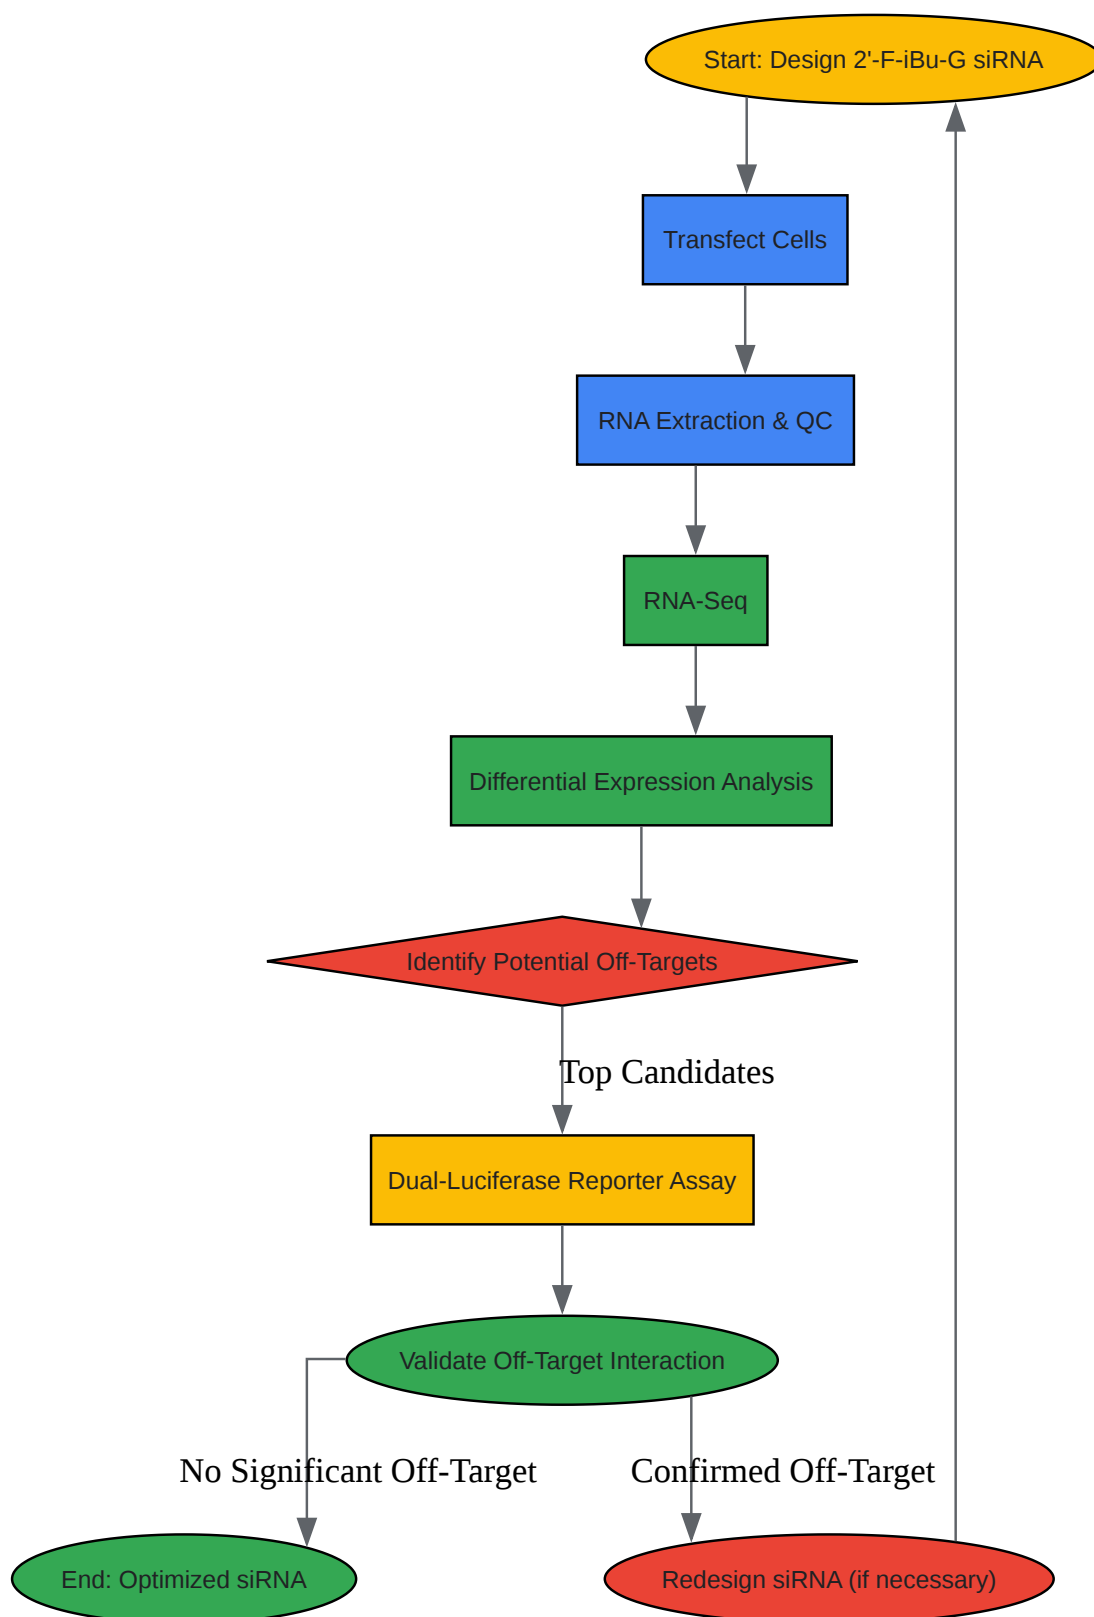 Start: Design 2'-F-iBu-G siRNA
Transfect Cells
RNA Extraction & QC
RNA-Seq
Differential Expression Analysis
Identify Potential Off-Targets
Top Candidates
Dual-Luciferase Reporter Assay
Validate Off-Target Interaction
No Significant Off-Target
Confirmed Off-Target
End: Optimized siRNA
Redesign siRNA (if necessary)